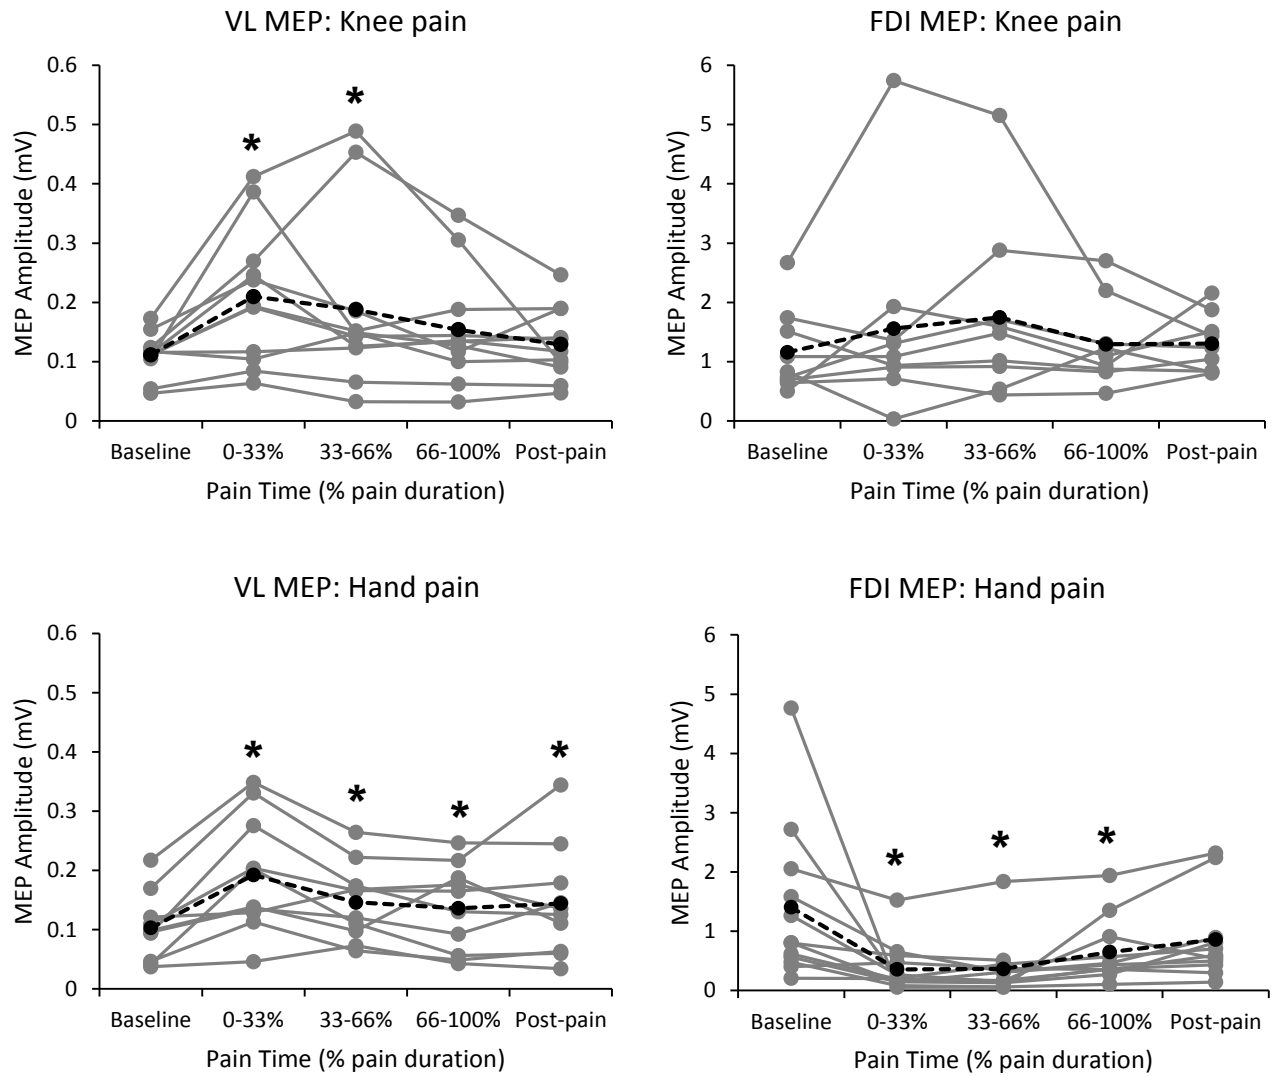 VL MEP: Knee pain
MEP Amplitude (mV)
0.6
0.5
0.4
0.3
0.2
0.1
0
*
*
Baseline 0-33% 33-66% 66-100% Post-pain
Pain Time (% pain duration)
FDI MEP: Knee pain
MEP Amplitude (mV)
6
5
4
3
2
1
0
Baseline 0-33% 33-66% 66-100% Post-pain
Pain Time (% pain duration)
VL MEP: Hand pain
MEP Amplitude (mV)
0.6
0.5
0.4
0.3
0.2
0.1
0
* * * *
Baseline 0-33% 33-66% 66-100% Post-pain
Pain Time (% pain duration)
FDI MEP: Hand pain
MEP Amplitude (mV)
6
5
4
3
2
1
0
* * *
Baseline 0-33% 33-66% 66-100% Post-pain
Pain Time (% pain duration)